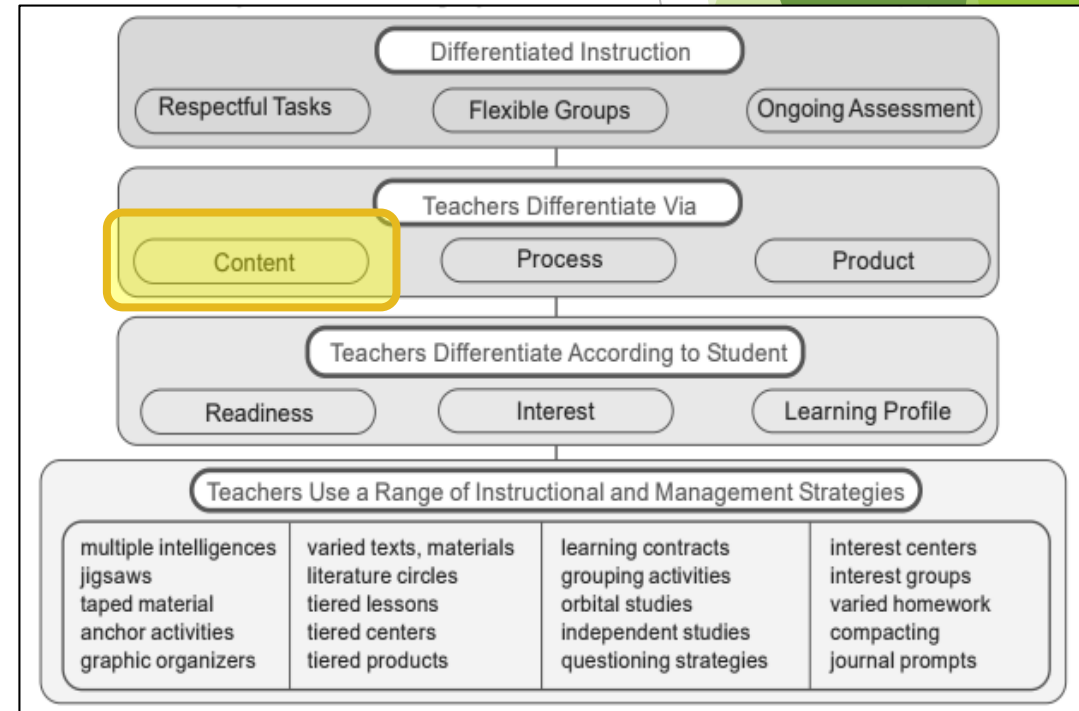 Differentiated Instruction
Respectful Tasks Flexible Groups Ongoing Assessment
Teachers Differentiate Via
Content Process Product
Teachers Differentiate According to Student
Readiness Interest Learning Profile
Teachers Use a Range of Instructional and Management Strategies
multiple intelligences
jigsaws
taped material
anchor activities
graphic organizers
varied texts, materials
literature circles
tiered lessons
tiered centers
tiered products
learning contracts
grouping activities
orbital studies
independent studies
questioning strategies
interest centers
interest groups
varied homework
compacting
journal prompts